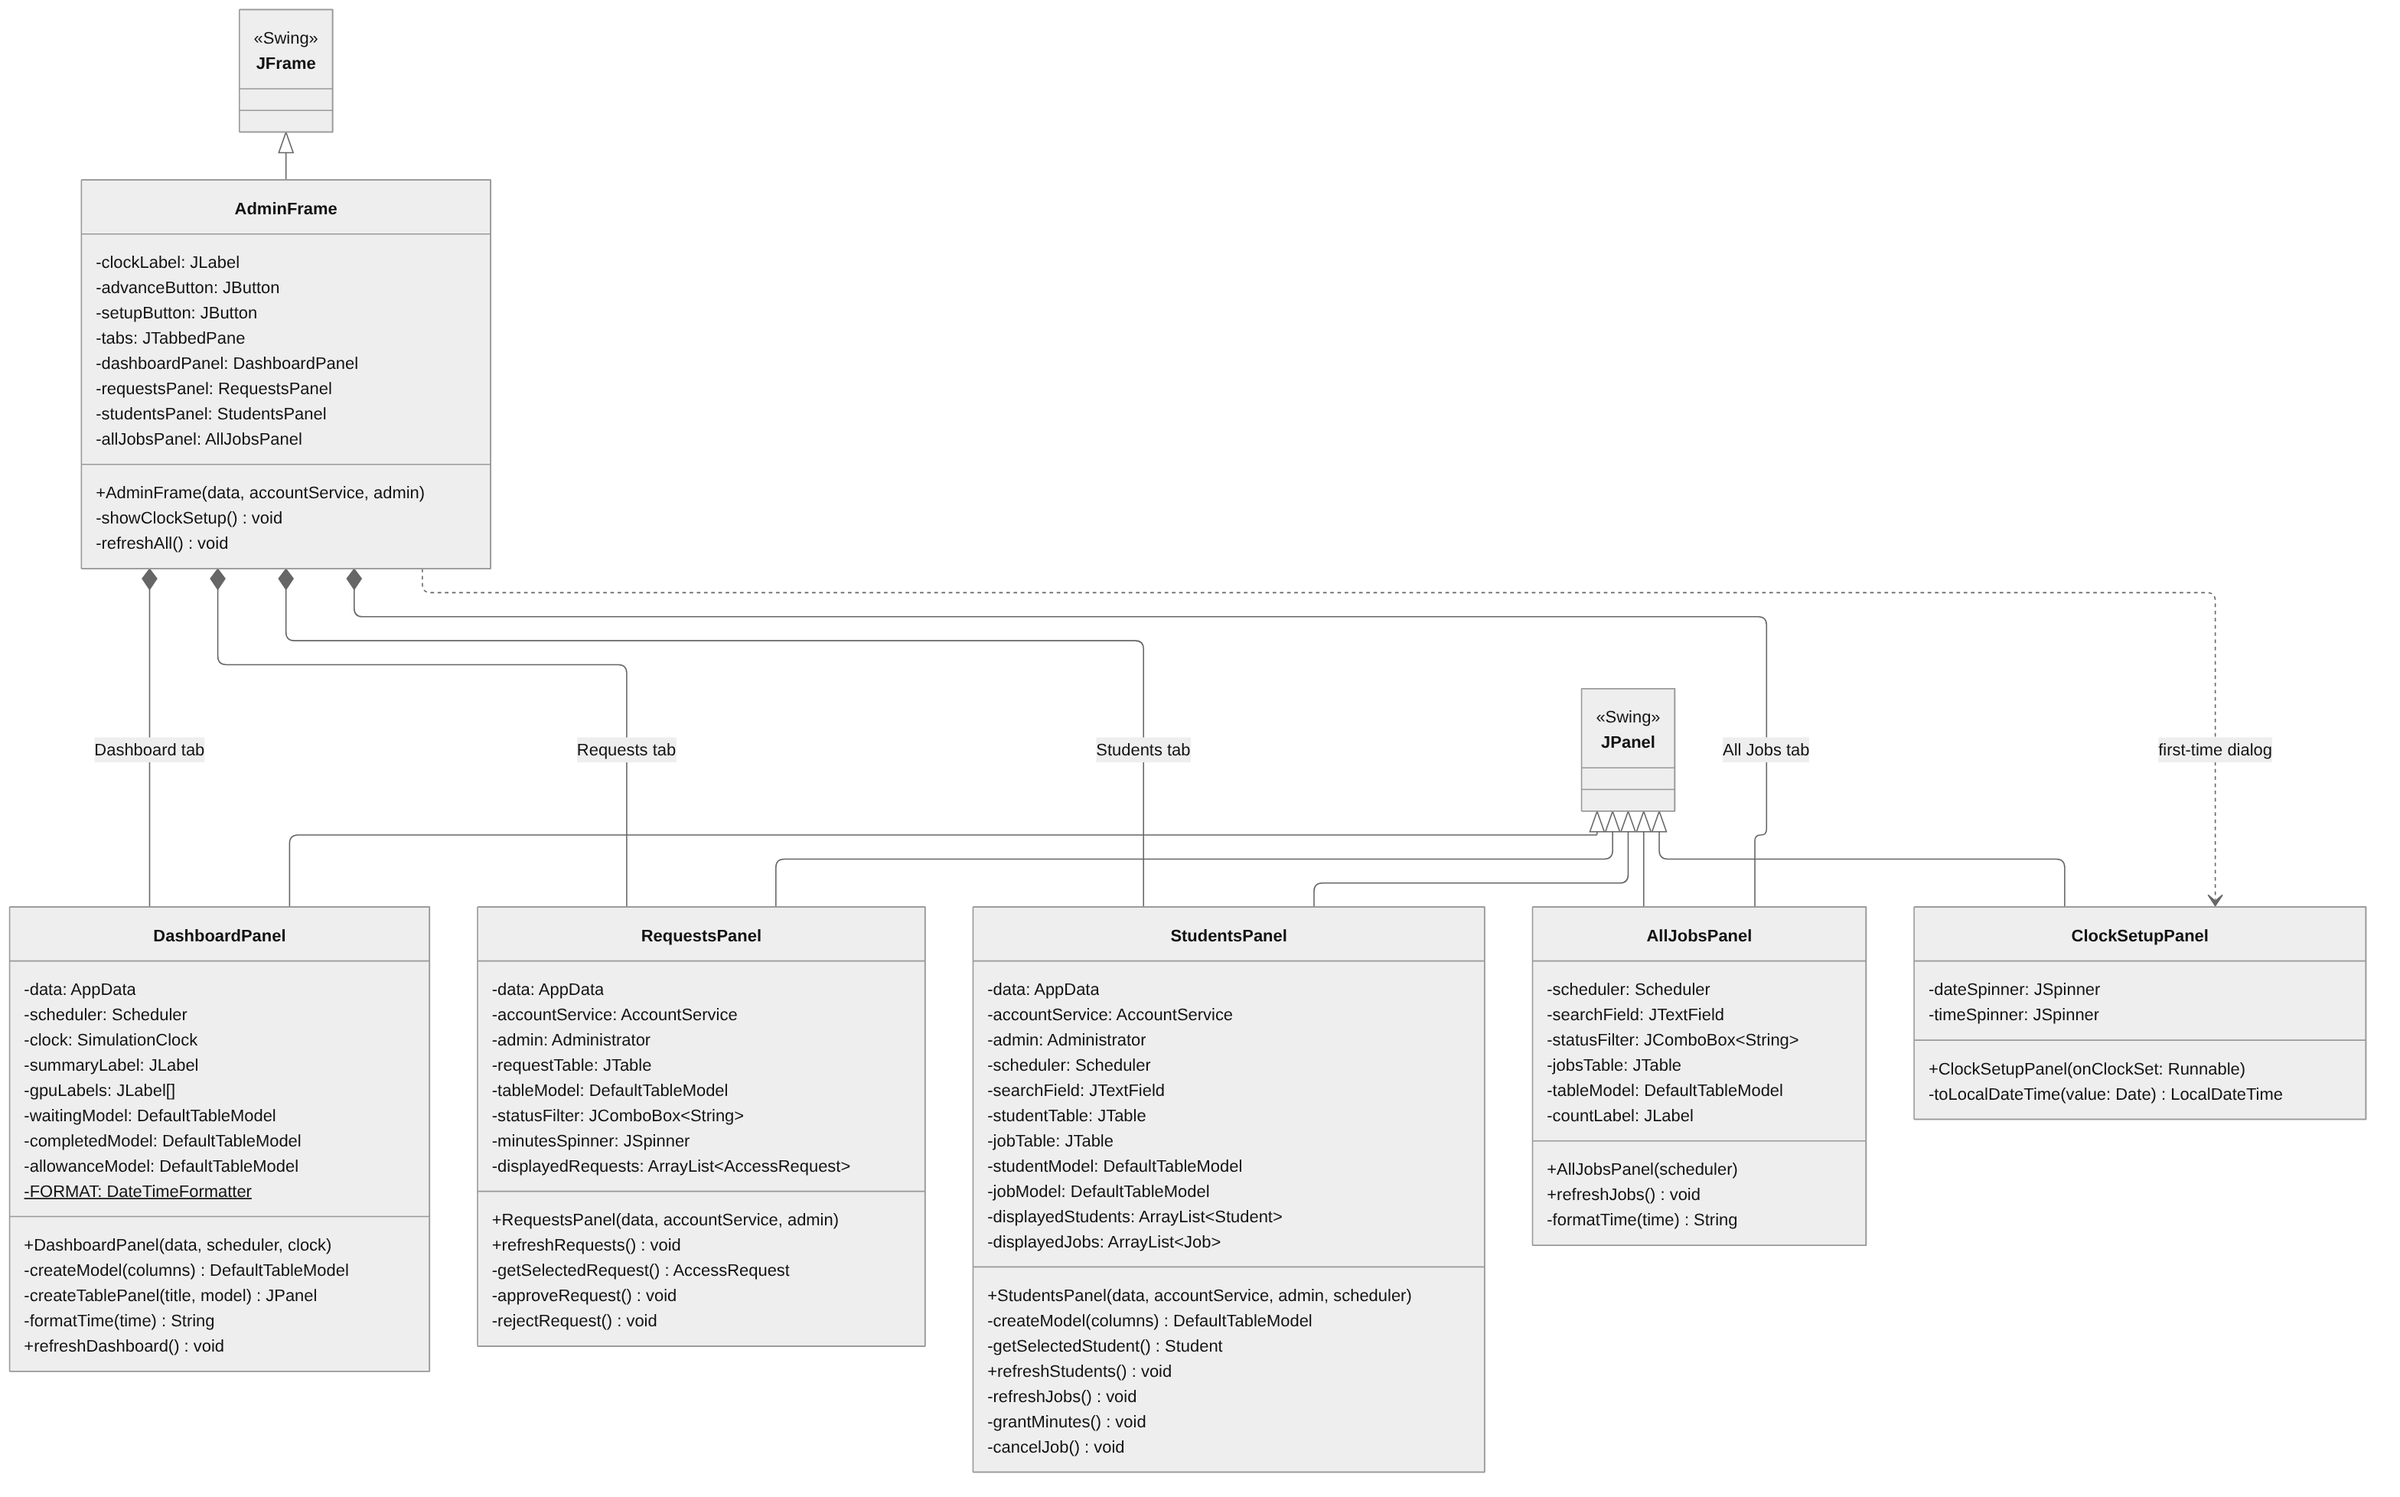 «Swing»
JFrame
AdminFrame
-clockLabel: JLabel
-advanceButton: JButton
-setupButton: JButton
-tabs: JTabbedPane
-dashboardPanel: DashboardPanel
-requestsPanel: RequestsPanel
-studentsPanel: StudentsPanel
-allJobsPanel: AllJobsPanel
+AdminFrame(data, accountService, admin)
-showClockSetup() : void
-refreshAll() : void
Dashboard tab
Requests tab
Students tab
«Swing»
JPanel
All Jobs tab
first-time dialog
DashboardPanel
-data: AppData
-scheduler: Scheduler
-clock: SimulationClock
-summaryLabel: JLabel
-gpuLabels: JLabel[]
-waitingModel: DefaultTableModel
-completedModel: DefaultTableModel
-allowanceModel: DefaultTableModel
-FORMAT: DateTimeFormatter
+DashboardPanel(data, scheduler, clock)
-createModel(columns) : DefaultTableModel
-createTablePanel(title, model) : JPanel
-formatTime(time) : String
+refreshDashboard() : void
RequestsPanel
-data: AppData
-accountService: AccountService
-admin: Administrator
-requestTable: JTable
-tableModel: DefaultTableModel
-statusFilter: JComboBox<String>
-minutesSpinner: JSpinner
-displayedRequests: ArrayList<AccessRequest>
+RequestsPanel(data, accountService, admin)
+refreshRequests() : void
-getSelectedRequest() : AccessRequest
-approveRequest() : void
-rejectRequest() : void
StudentsPanel
-data: AppData
-accountService: AccountService
-admin: Administrator
-scheduler: Scheduler
-searchField: JTextField
-studentTable: JTable
-jobTable: JTable
-studentModel: DefaultTableModel
-jobModel: DefaultTableModel
-displayedStudents: ArrayList<Student>
-displayedJobs: ArrayList<Job>
+StudentsPanel(data, accountService, admin, scheduler)
-createModel(columns) : DefaultTableModel
-getSelectedStudent() : Student
+refreshStudents() : void
-refreshJobs() : void
-grantMinutes() : void
-cancelJob() : void
AllJobsPanel
-scheduler: Scheduler
-searchField: JTextField
-statusFilter: JComboBox<String>
-jobsTable: JTable
-tableModel: DefaultTableModel
-countLabel: JLabel
+AllJobsPanel(scheduler)
+refreshJobs() : void
-formatTime(time) : String
ClockSetupPanel
-dateSpinner: JSpinner
-timeSpinner: JSpinner
+ClockSetupPanel(onClockSet: Runnable)
-toLocalDateTime(value: Date) : LocalDateTime